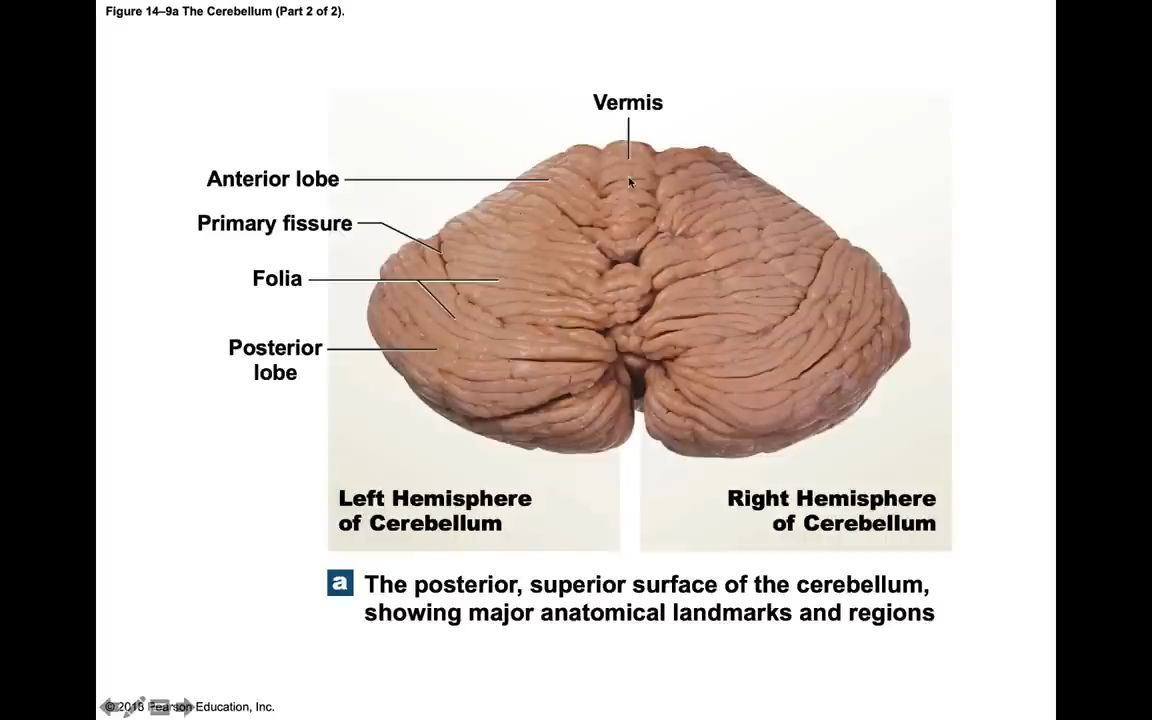 Figure 14–9a The Cerebellum (Part 2 of 2).
Vermis
Anterior lobe
Primary fissure
Folia
Posterior
lobe
Left Hemisphere
of Cerebellum
Right Hemisphere
of Cerebellum
a The posterior, superior surface of the cerebellum,
showing major anatomical landmarks and regions
© 2018 Pearson Education, Inc.